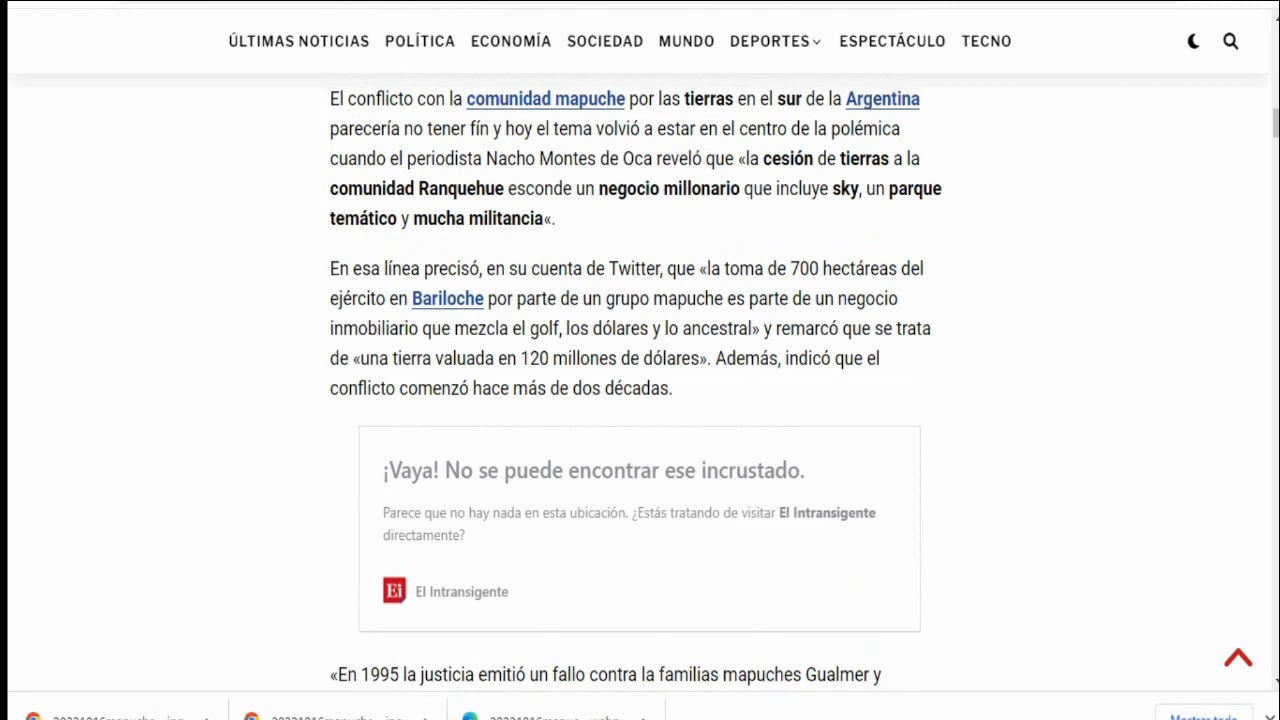 ÚLTIMAS NOTICIAS POLÍTICA ECONOMÍA SOCIEDAD MUNDO DEPORTES ESPECTÁCULO TECNO
El conflicto con la comunidad mapuche por las tierras en el sur de la Argentina
parecería no tener fín y hoy el tema volvió a estar en el centro de la polémica
cuando el periodista Nacho Montes de Oca reveló que «la cesión de tierras a la
comunidad Ranquehue esconde un negocio millonario que incluye sky, un parque
temático y mucha militancia«.
En esa línea precisó, en su cuenta de Twitter, que «la toma de 700 hectáreas del
ejército en Bariloche por parte de un grupo mapuche es parte de un negocio
inmobiliario que mezcla el golf, los dólares y lo ancestral» y remarcó que se trata
de «una tierra valuada en 120 millones de dólares». Además, indicó que el
conflicto comenzó hace más de dos décadas.
¡Vaya! No se puede encontrar ese incrustado.
Parece que no hay nada en esta ubicación. ¿Estás tratando de visitar El Intransigente
directamente?
Ei El Intransigente
«En 1995 la justicia emitió un fallo contra la familias mapuches Gualmer y
Mostrar todo